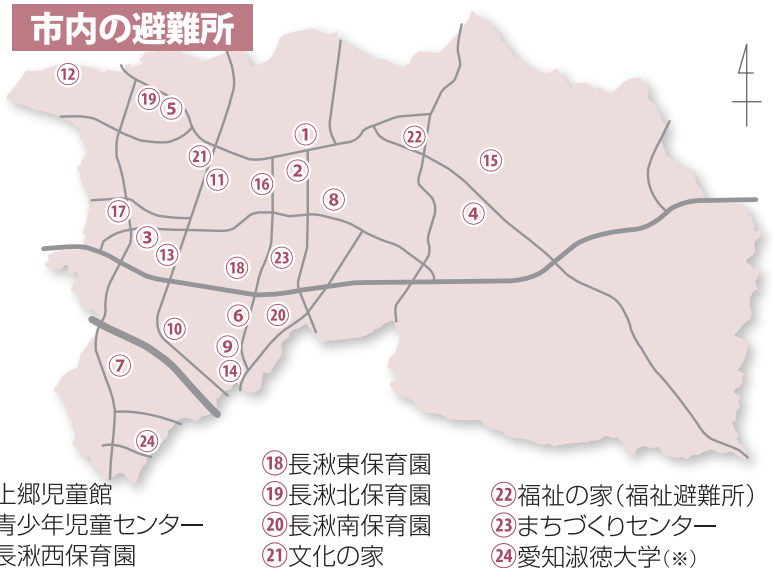 市内の避難所
⑫
⑲
⑤
①
㉒
㉑
②
⑮
⑪
⑯
⑧
⑰
④
③
⑬
㉓
⑱
⑥
⑳
⑩
⑨
⑦
⑭
㉔
上郷児童館
青少年児童センター
長湫西保育園
⑱長湫東保育園
⑲長湫北保育園
⑳長湫南保育園
㉑文化の家
㉒福祉の家(福祉避難所)
㉓まちづくりセンター
㉔愛知淑徳大学(※)